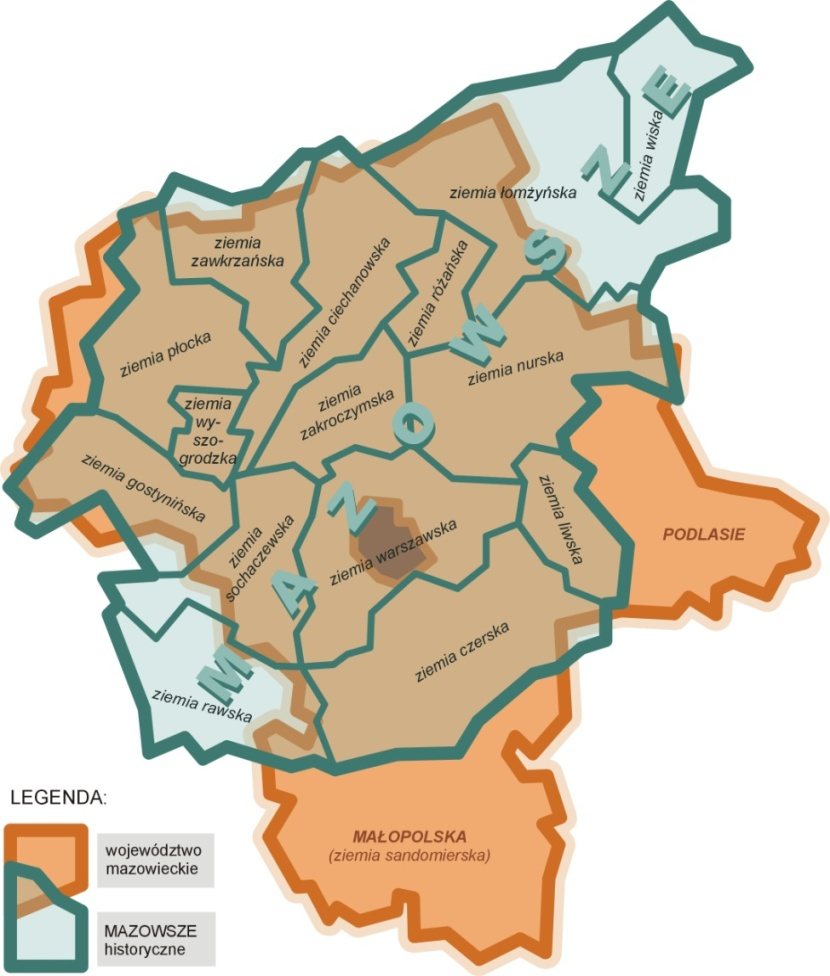 MAZOWSZE
ziemia wiska
ziemia łomżyńska
ziemia
zawkrzańska
ziemia ciechanowska
ziemia różańska
ziemia płocka
ziemia nurska
ziemia
zakroczymska
ziemia
wy-
szo-
grodzka
ziemia gostynińska
ziemia
sochaczewska
ziemia warszawska
ziemia liwska
PODLASIE
ziemia czerska
ziemia rawska
MAŁOPOLSKA
(ziemia sandomierska)
LEGENDA:
województwo
mazowieckie
MAZOWSZE
historyczne